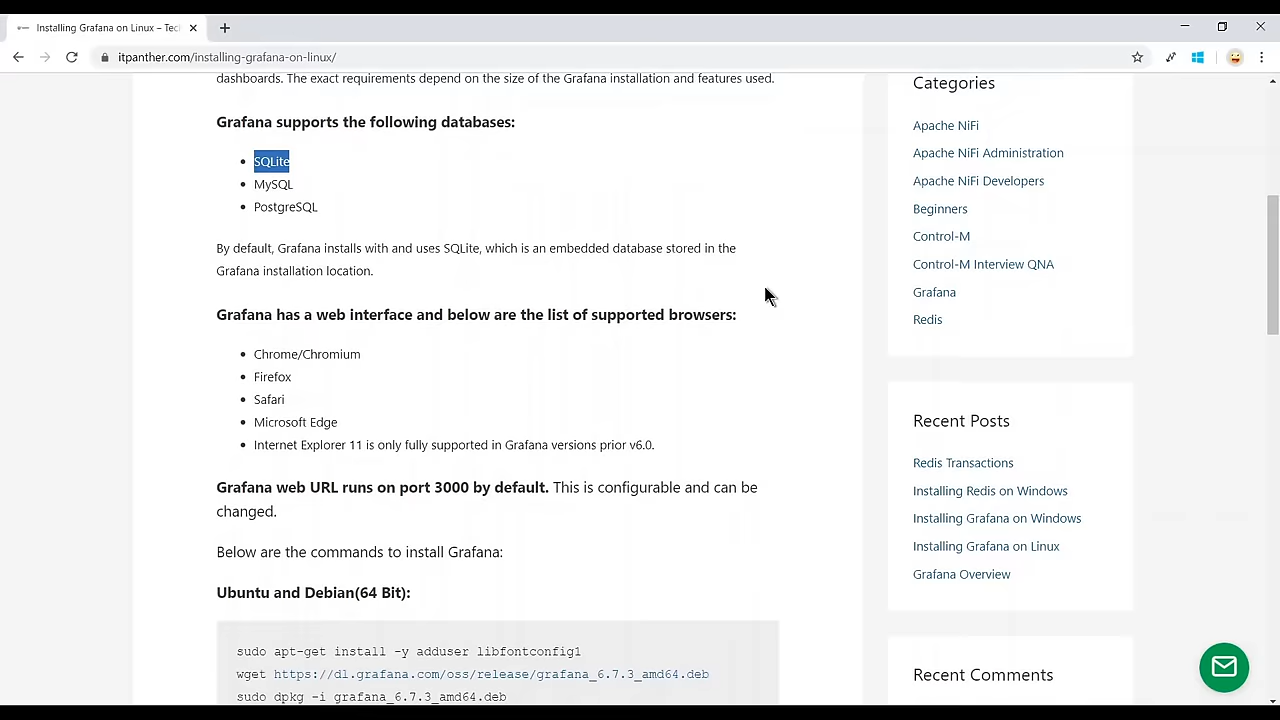 Installing Grafana on Linux – Tec
itpanther.com/installing-grafana-on-linux/
dashboards. The exact requirements depend on the size of the Grafana installation and features used.
Grafana supports the following databases:
SQLite
MySQL
PostgreSQL
By default, Grafana installs with and uses SQLite, which is an embedded database stored in the
Grafana installation location.
Grafana has a web interface and below are the list of supported browsers:
Chrome/Chromium
Firefox
Safari
Microsoft Edge
Internet Explorer 11 is only fully supported in Grafana versions prior v6.0.
Grafana web URL runs on port 3000 by default. This is configurable and can be
changed.
Below are the commands to install Grafana:
Ubuntu and Debian(64 Bit):
sudo apt-get install -y adduser libfontconfig1
wget https://dl.grafana.com/oss/release/grafana_6.7.3_amd64.deb
sudo dpkg -i grafana_6.7.3_amd64.deb
Categories
Apache NiFi
Apache NiFi Administration
Apache NiFi Developers
Beginners
Control-M
Control-M Interview QNA
Grafana
Redis
Recent Posts
Redis Transactions
Installing Redis on Windows
Installing Grafana on Windows
Installing Grafana on Linux
Grafana Overview
Recent Comments